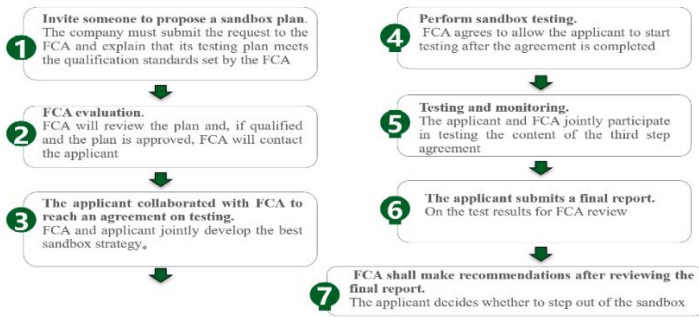 1
Invite someone to propose a sandbox plan.
The company must submit the request to the
FCA and explain that its testing plan meets
the qualification standards set by the FCA
2
FCA evaluation.
FCA will review the plan and, if qualified
and the plan is approved, FCA will contact
the applicant
3
The applicant collaborated with FCA to
reach an agreement on testing.
FCA and applicant jointly develop the best
sandbox strategy。
4
Perform sandbox testing.
FCA agrees to allow the applicant to start
testing after the agreement is completed
5
Testing and monitoring.
The applicant and FCA jointly participate
in testing the content of the third step
agreement
6
The applicant submits a final report.
On the test results for FCA review
7
FCA shall make recommendations after reviewing the
final report.
The applicant decides whether to step out of the sandbox